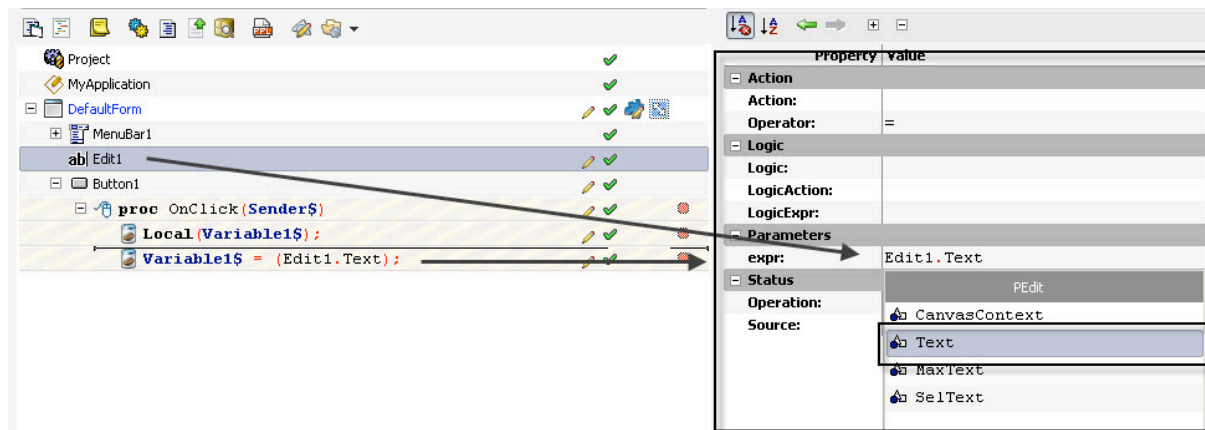 Project
MyApplication
DefaultForm
MenuBar1
ab| Edit1
Button1
proc OnClick(Sender$)
Local(Variable1$);
Variable1$ = (Edit1.Text);
Property Value
Action
Action:
Operator: =
Logic
Logic:
LogicAction:
LogicExpr:
Parameters
expr: Edit1.Text
Status
Operation:
Source:
PEdit
CanvasContext
Text
MaxText
SelText